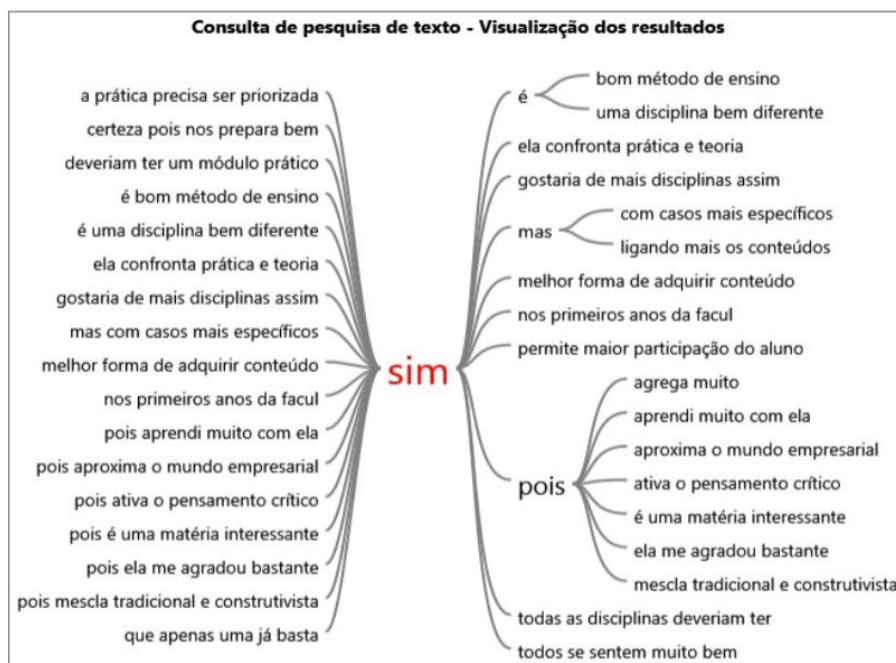 Consulta de pesquisa de texto - Visualização dos resultados
a prática precisa ser priorizada
certeza pois nos prepara bem
deveriam ter um módulo prático
é bom método de ensino
é uma disciplina bem diferente
ela confronta prática e teoria
gostaria de mais disciplinas assim
mas com casos mais específicos
melhor forma de adquirir conteúdo
nos primeiros anos da facul
pois aprendi muito com ela
pois aproxima o mundo empresarial
pois ativa o pensamento crítico
pois é uma matéria interessante
pois ela me agradou bastante
pois mescla tradicional e construtivista
que apenas uma já basta
sim
é
bom método de ensino
uma disciplina bem diferente
ela confronta prática e teoria
gostaria de mais disciplinas assim
mas
com casos mais específicos
ligando mais os conteúdos
melhor forma de adquirir conteúdo
nos primeiros anos da facul
permite maior participação do aluno
pois
agrega muito
aprendi muito com ela
aproxima o mundo empresarial
ativa o pensamento crítico
é uma matéria interessante
ela me agradou bastante
mescla tradicional e construtivista
todas as disciplinas deveriam ter
todos se sentem muito bem